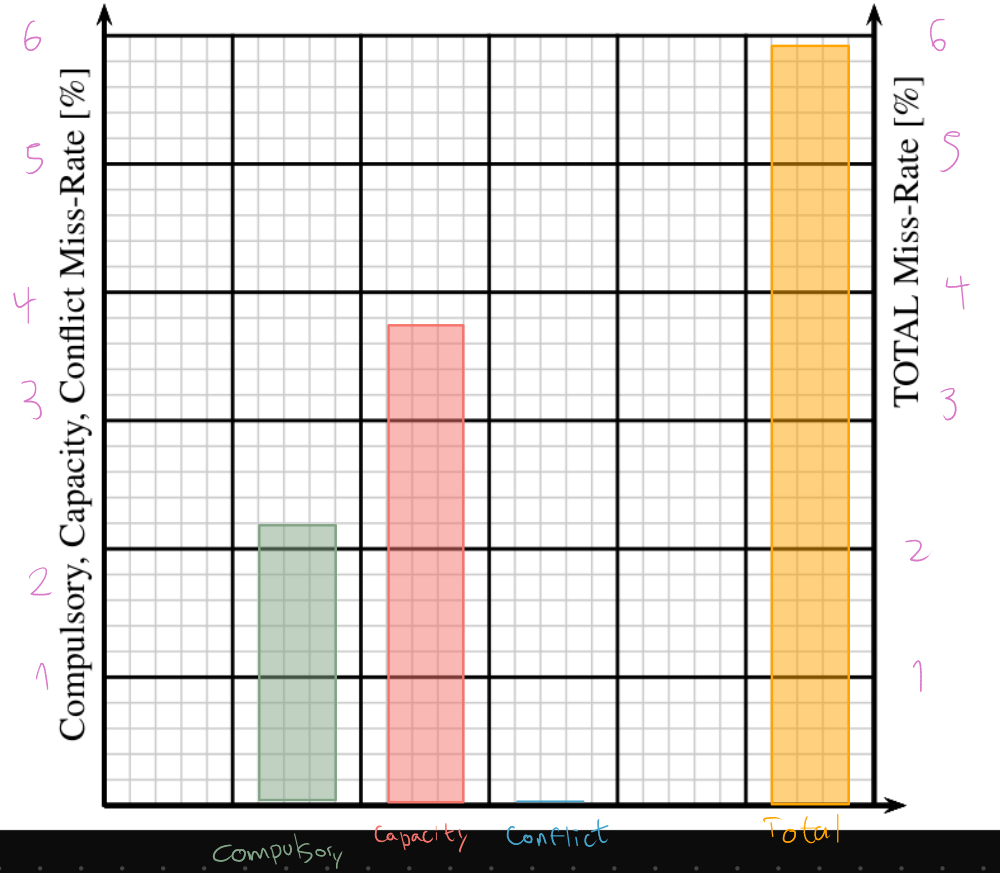 6
5
4
3
2
1
Compulsory, Capacity, Conflict Miss-Rate [%]
6
5
4
3
2
1
TOTAL Miss-Rate [%]
Compulsory
Capacity
Conflict
Total